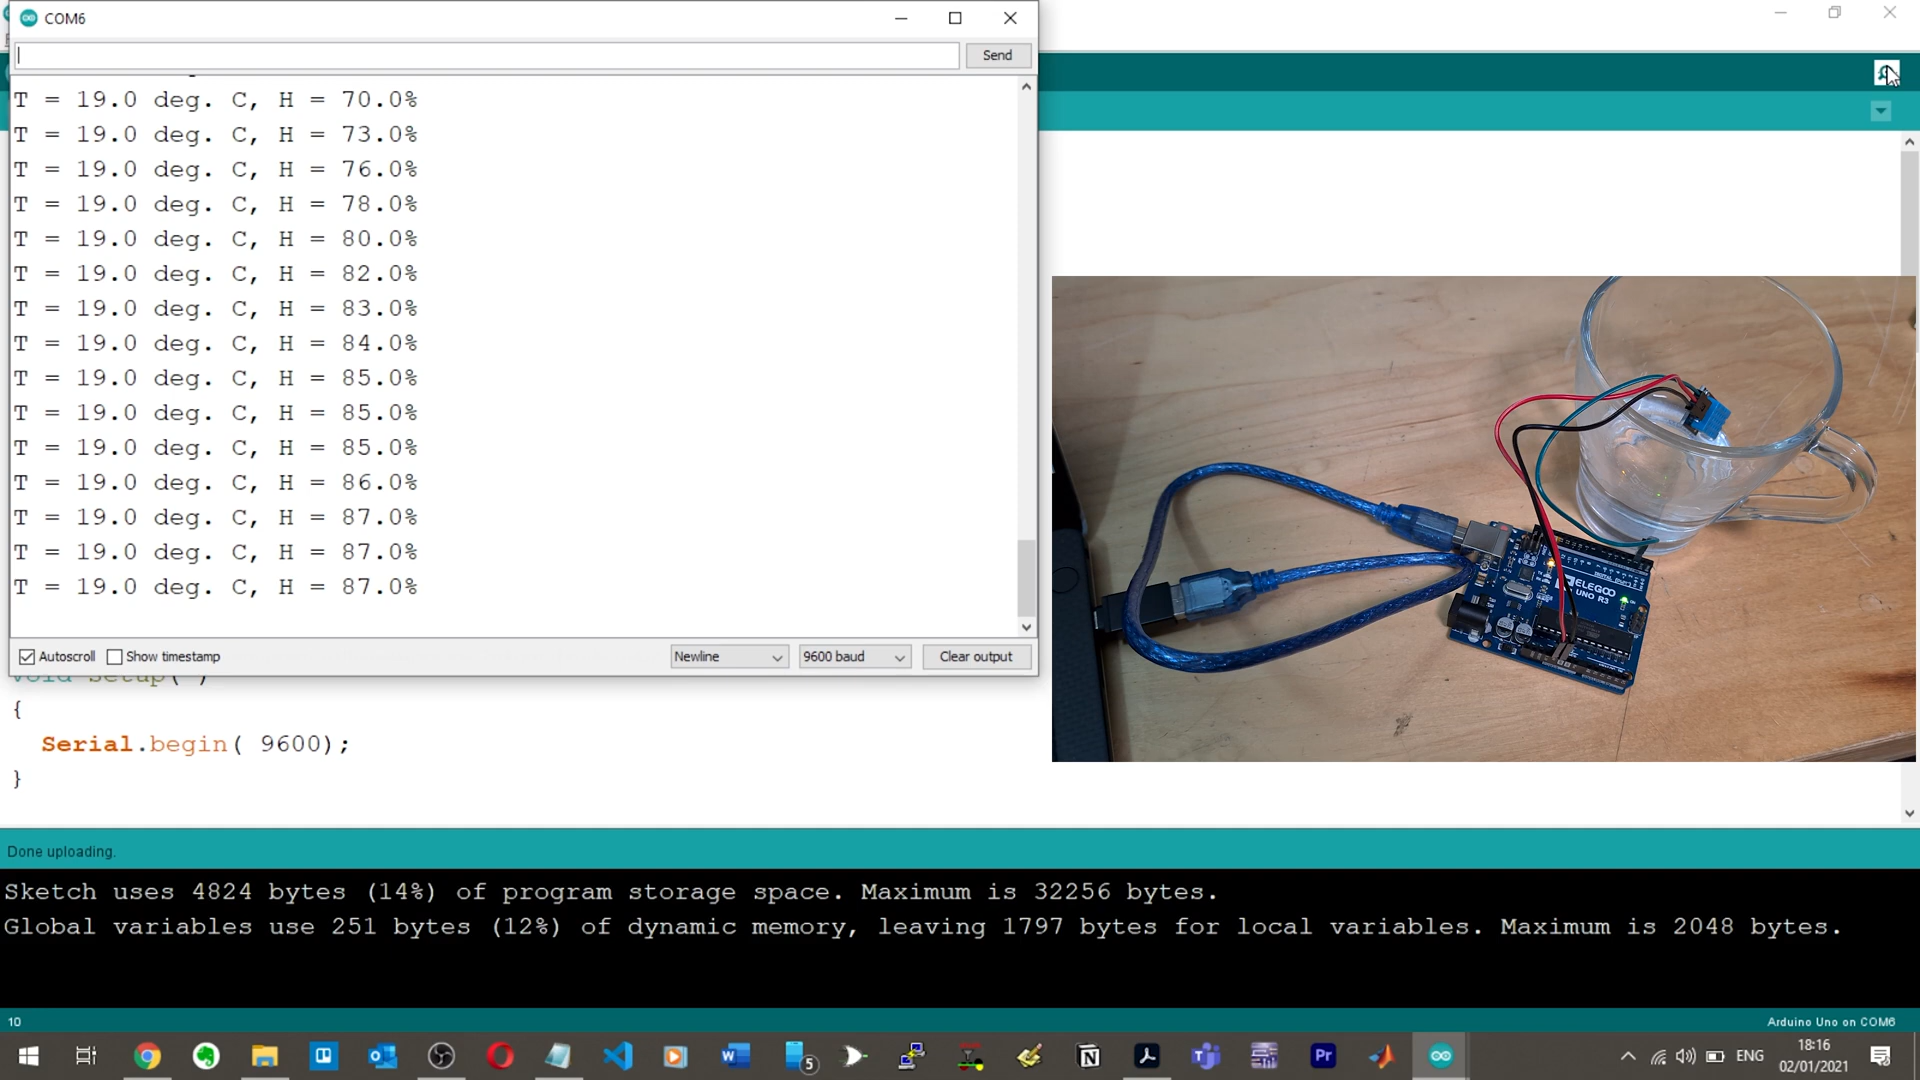 COM6
Send
T = 19.0 deg. C, H = 70.0%
T = 19.0 deg. C, H = 73.0%
T = 19.0 deg. C, H = 76.0%
T = 19.0 deg. C, H = 78.0%
T = 19.0 deg. C, H = 80.0%
T = 19.0 deg. C, H = 82.0%
T = 19.0 deg. C, H = 83.0%
T = 19.0 deg. C, H = 84.0%
T = 19.0 deg. C, H = 85.0%
T = 19.0 deg. C, H = 85.0%
T = 19.0 deg. C, H = 85.0%
T = 19.0 deg. C, H = 86.0%
T = 19.0 deg. C, H = 87.0%
T = 19.0 deg. C, H = 87.0%
T = 19.0 deg. C, H = 87.0%
Autoscroll Show timestamp Newline 9600 baud Clear output
void setup( )
{
Serial.begin( 9600);
}
ELEGOO
UNO R3
Done uploading.
Sketch uses 4824 bytes (14%) of program storage space. Maximum is 32256 bytes.
Global variables use 251 bytes (12%) of dynamic memory, leaving 1797 bytes for local variables. Maximum is 2048 bytes.
10
Arduino Uno on COM6
5
Pr
ENG
18:16
02/01/2021